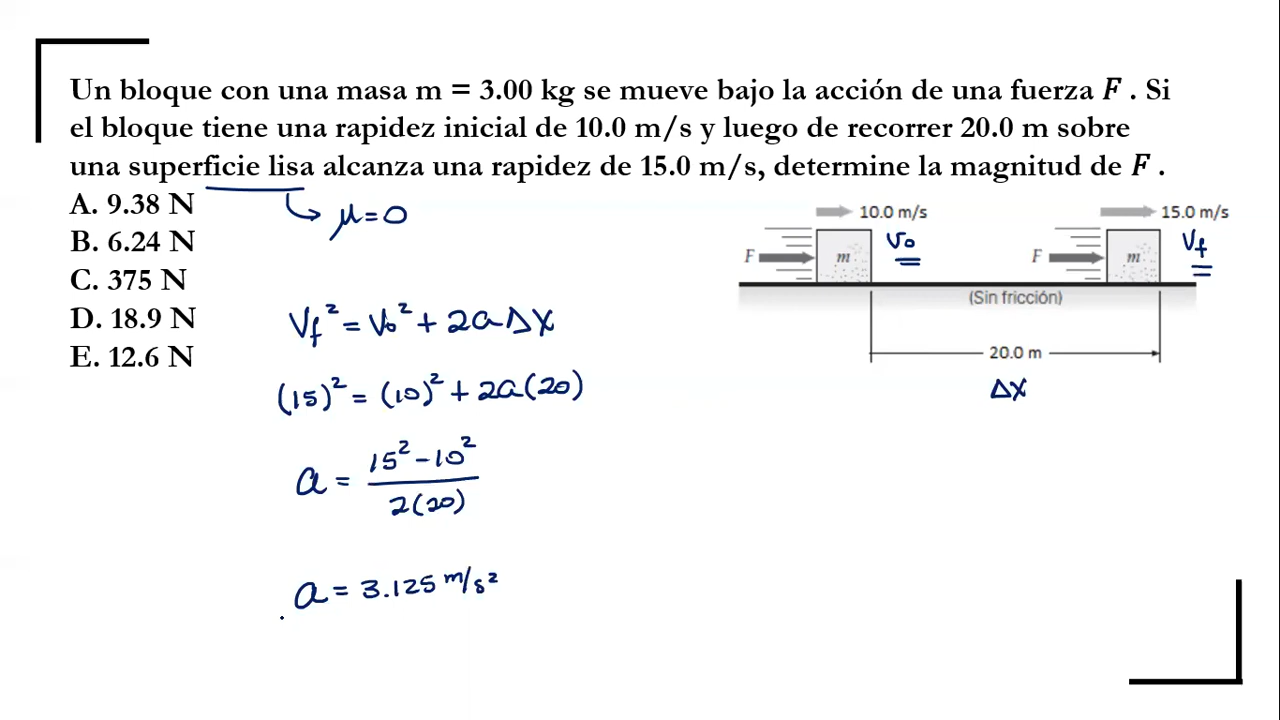 Un bloque con una masa m = 3.00 kg se mueve bajo la acción de una fuerza F . Si
el bloque tiene una rapidez inicial de 10.0 m/s y luego de recorrer 20.0 m sobre
una superficie lisa alcanza una rapidez de 15.0 m/s, determine la magnitud de F .
A. 9.38 N
B. 6.24 N
C. 375 N
D. 18.9 N
E. 12.6 N
μ = 0
Vf² = V₀² + 2aΔX
(15)² = (10)² + 2a(20)
a = 15² - 10² / 2(20)
a = 3.125 m/s²
10.0 m/s
15.0 m/s
V₀
Vf
F
m
F
m
(Sin fricción)
20.0 m
ΔX